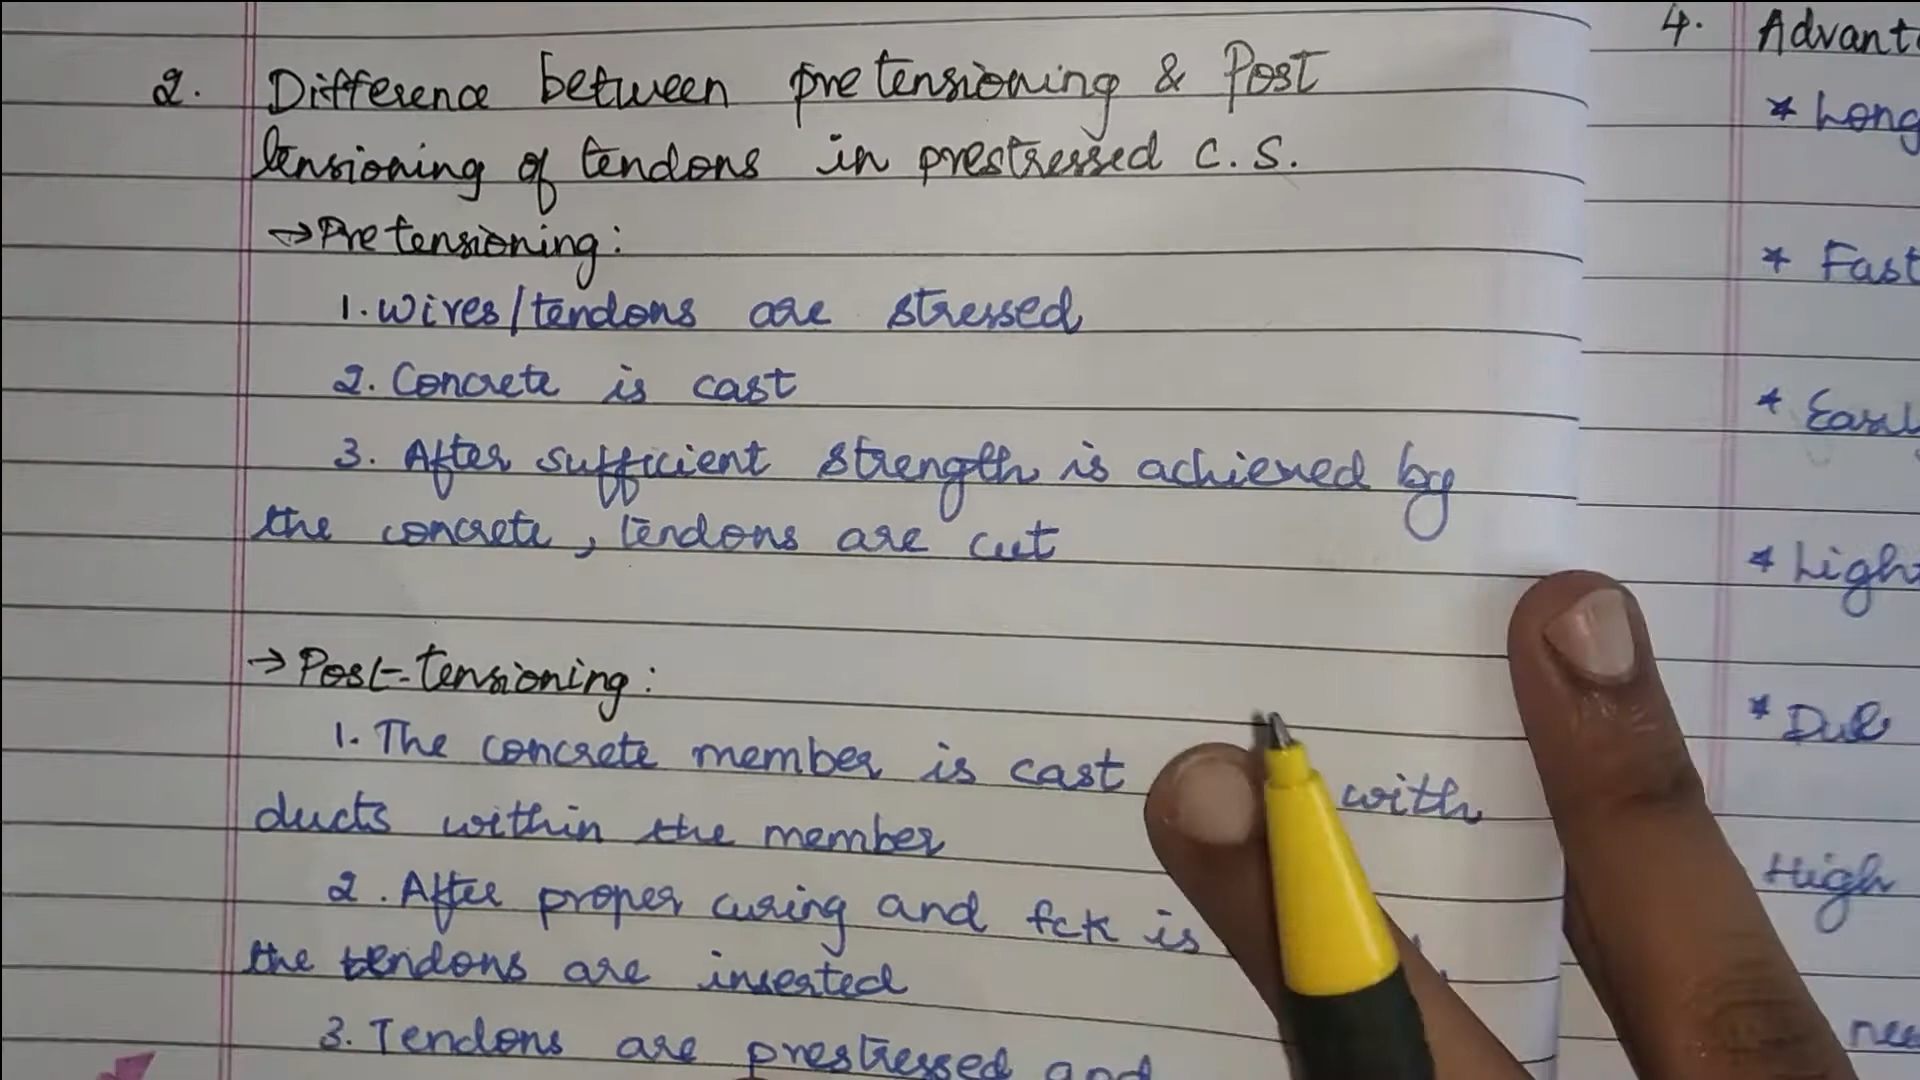 2. Difference between pretensioning & Post
tensioning of tendons in prestressed C.S.
→ Pretensioning:
1. Wires/tendons are stressed
2. Concrete is cast
3. After sufficient strength is achieved by
the concrete, tendons are cut
→ Post-tensioning:
1. The concrete member is cast with
ducts within the member
2. After proper curing and fck is
the tendons are inserted
3. Tendons are prestressed and
4.
* Long
* Fast
* Ligh
* Due
High